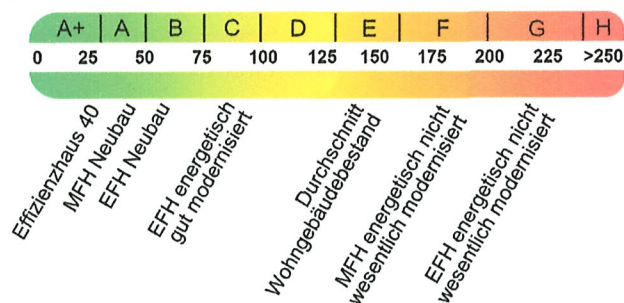 A+ | A | B | C | D | E | F | G | H
0 25 50 75 100 125 150 175 200 225 >250
Effizienzhaus 40
MFH Neubau
EFH Neubau
EFH energetisch
gut modernisiert
Durchschnitt
Wohngebäudebestand
MFH energetisch nicht
wesentlich modernisiert
EFH energetisch nicht
wesentlich modernisiert